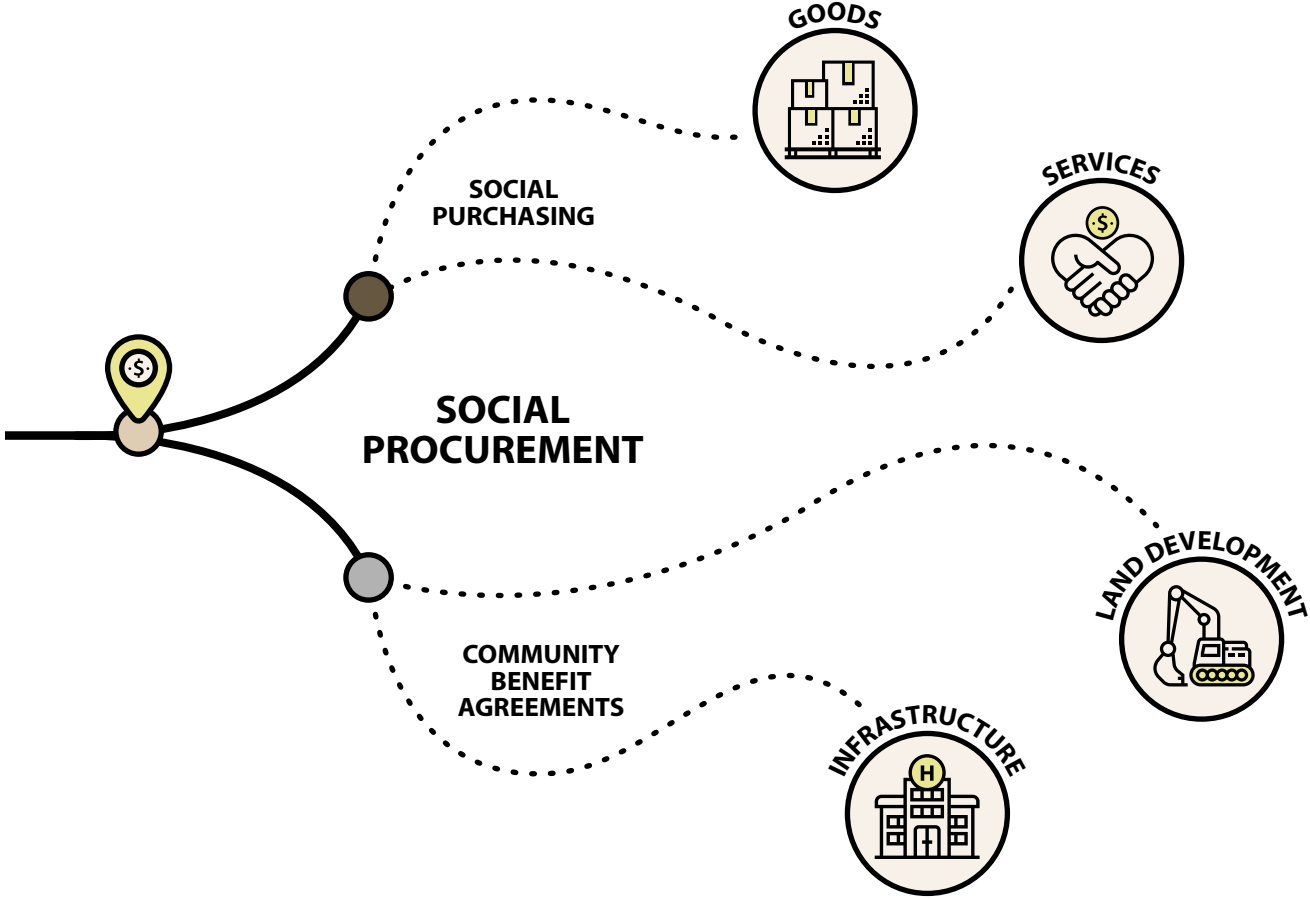 GOODS
SERVICES
SOCIAL
PURCHASING
$
$
SOCIAL
PROCUREMENT
LAND DEVELOPMENT
COMMUNITY
BENEFIT
AGREEMENTS
INFRASTRUCTURE
H